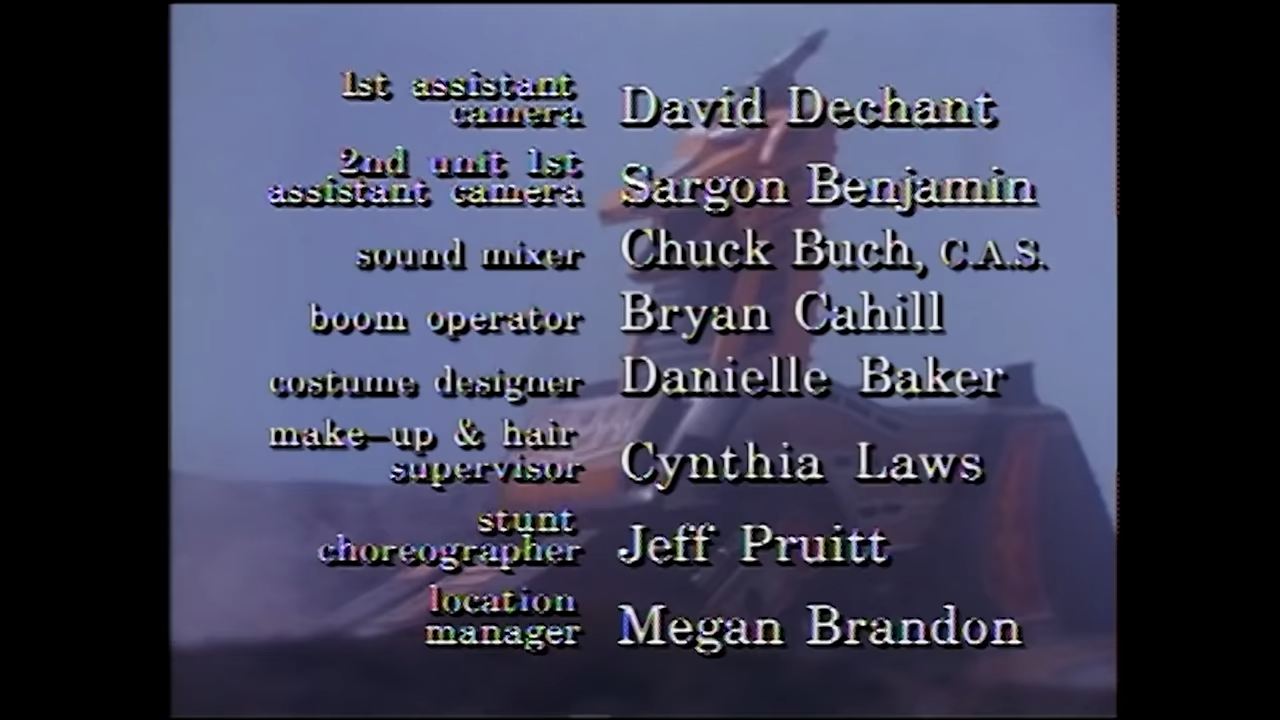 1st assistant
camera David Dechant
2nd unit 1st
assistant camera Sargon Benjamin
sound mixer Chuck Buch, C.A.S.
boom operator Bryan Cahill
costume designer Danielle Baker
make-up & hair
supervisor Cynthia Laws
stunt
choreographer Jeff Pruitt
location
manager Megan Brandon